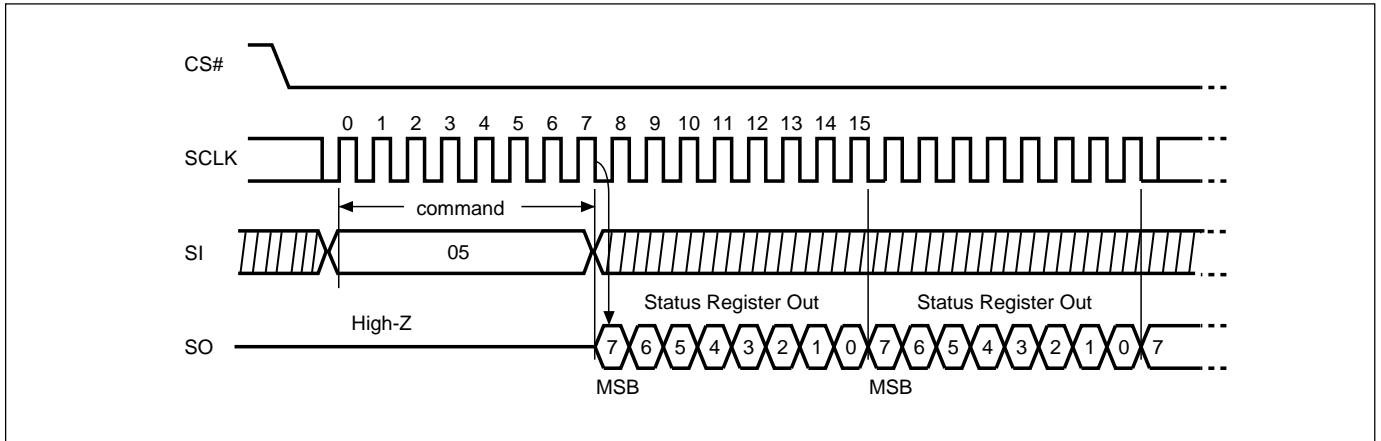 CS#
0 1 2 3 4 5 6 7 8 9 10 11 12 13 14 15
SCLK
command
SI
05
Status Register Out Status Register Out
High-Z
SO
7 6 5 4 3 2 1 0 7 6 5 4 3 2 1 0 7
MSB MSB